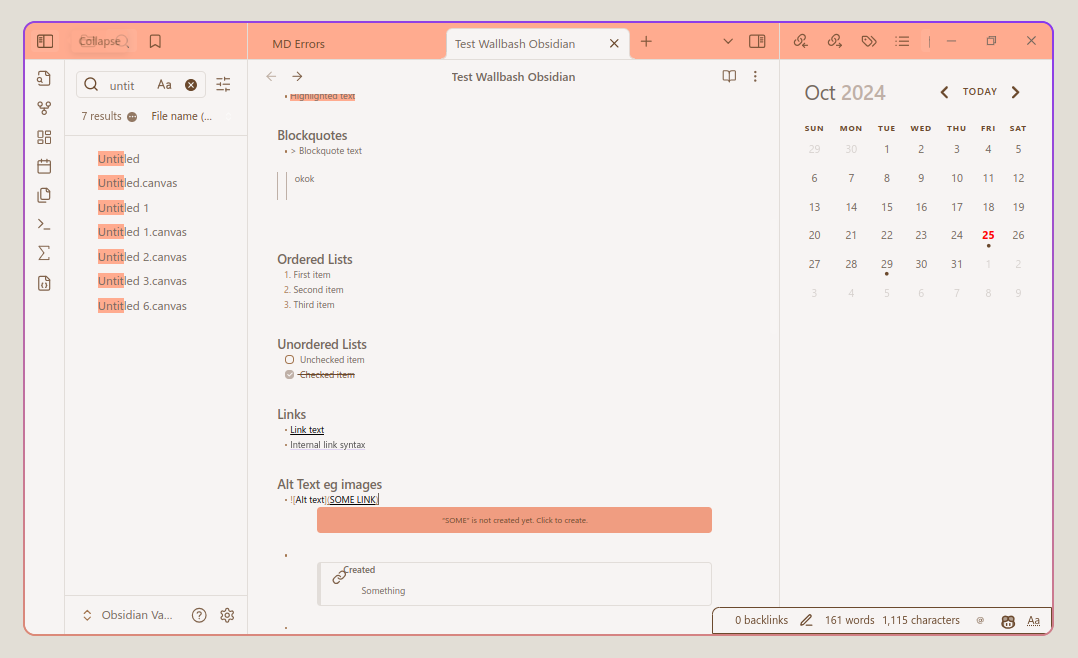 Collapse
MD Errors
Test Wallbash Obsidian
untit
Aa
7 results
File name (...
Untitled
Untitled.canvas
Untitled 1
Untitled 1.canvas
Untitled 2.canvas
Untitled 3.canvas
Untitled 6.canvas
Obsidian Va...
Test Wallbash Obsidian
• Highlighted text
Blockquotes
• > Blockquote text
okok
Ordered Lists
1. First item
2. Second item
3. Third item
Unordered Lists
Unchecked item
Checked item
Links
• Link text
• Internal link syntax
Alt Text eg images
• ![Alt text](SOME LINK)
"SOME" is not created yet. Click to create.
Created
Something
Oct 2024
TODAY
SUN MON TUE WED THU FRI SAT
29 30 1 2 3 4 5
6 7 8 9 10 11 12
13 14 15 16 17 18 19
20 21 22 23 24 25 26
27 28 29 30 31 1 2
3 4 5 6 7 8 9
0 backlinks 161 words 1,115 characters @ Aa